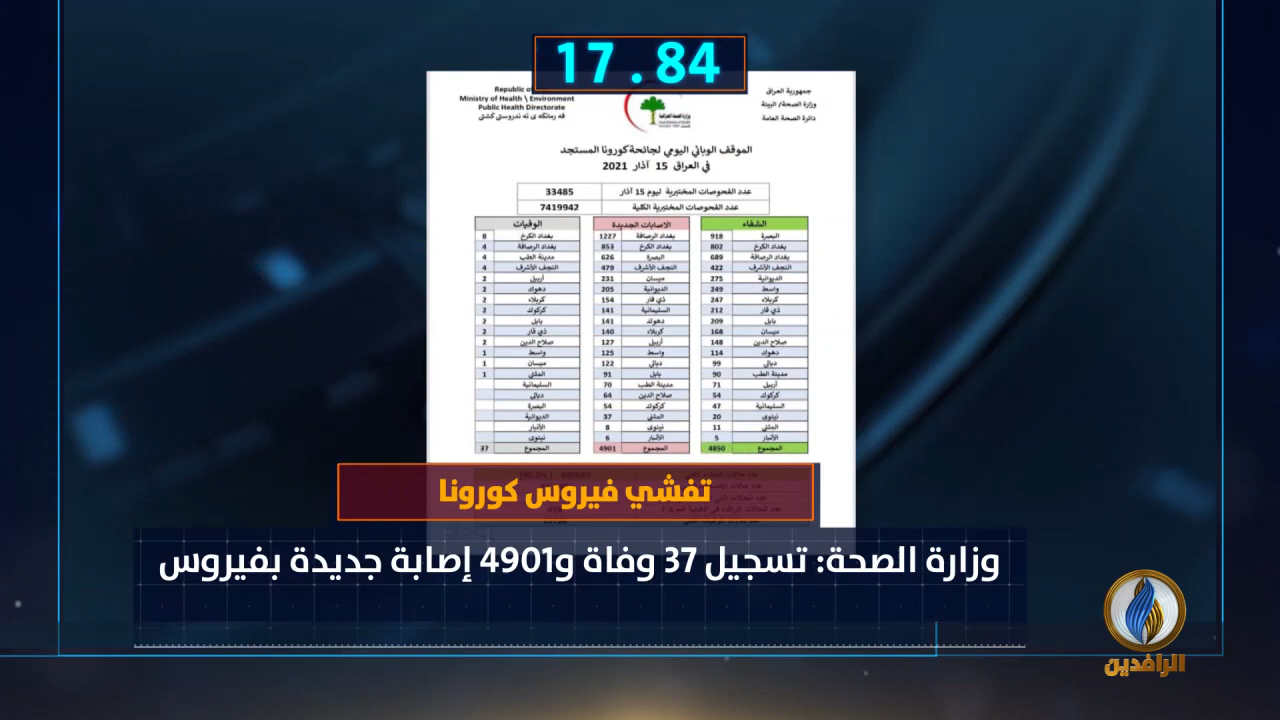 17.84
Republic of
Ministry of Health \ Environment
Public Health Directorate
فه رمانگه ی ته ندروستی گشتی
جمهورية العراق
وزارة الصحة/ البيئة
دائرة الصحة العامة
الموقف الوبائي اليومي لجائحة كورونا المستجد
في العراق 15 آذار 2021
عدد الفحوصات المختبرية ليوم 15 آذار 33485
عدد الفحوصات المختبرية الكلية 7419942
الشفاء
البصرة 918
بغداد الكرخ 802
بغداد الرصافة 689
النجف الأشرف 422
الديوانية 275
واسط 249
كربلاء 247
ذي قار 212
بابل 209
ميسان 168
صلاح الدين 148
دهوك 114
ديالى 99
مدينة الطب 90
أربيل 71
كركوك 54
السليمانية 47
نينوى 20
المثنى 11
الأنبار 5
المجموع 4850
الاصابات الجديدة
بغداد الرصافة 1227
بغداد الكرخ 853
البصرة 626
النجف الأشرف 479
ميسان 231
الديوانية 205
ذي قار 154
السليمانية 141
دهوك 141
كربلاء 140
أربيل 127
واسط 125
ديالى 122
بابل 91
مدينة الطب 70
صلاح الدين 64
كركوك 54
المثنى 37
نينوى 8
الأنبار 6
المجموع 4901
الوفيات
بغداد الكرخ 8
بغداد الرصافة 4
مدينة الطب 4
النجف الأشرف 4
أربيل 2
دهوك 2
كربلاء 2
كركوك 2
بابل 2
ذي قار 2
صلاح الدين 2
واسط 1
ميسان 1
المثنى 1
السليمانية
ديالى
البصرة
الديوانية
الأنبار
نينوى
المجموع 37
تفشي فيروس كورونا
وزارة الصحة: تسجيل 37 وفاة و4901 إصابة جديدة بفيروس
الرافدين